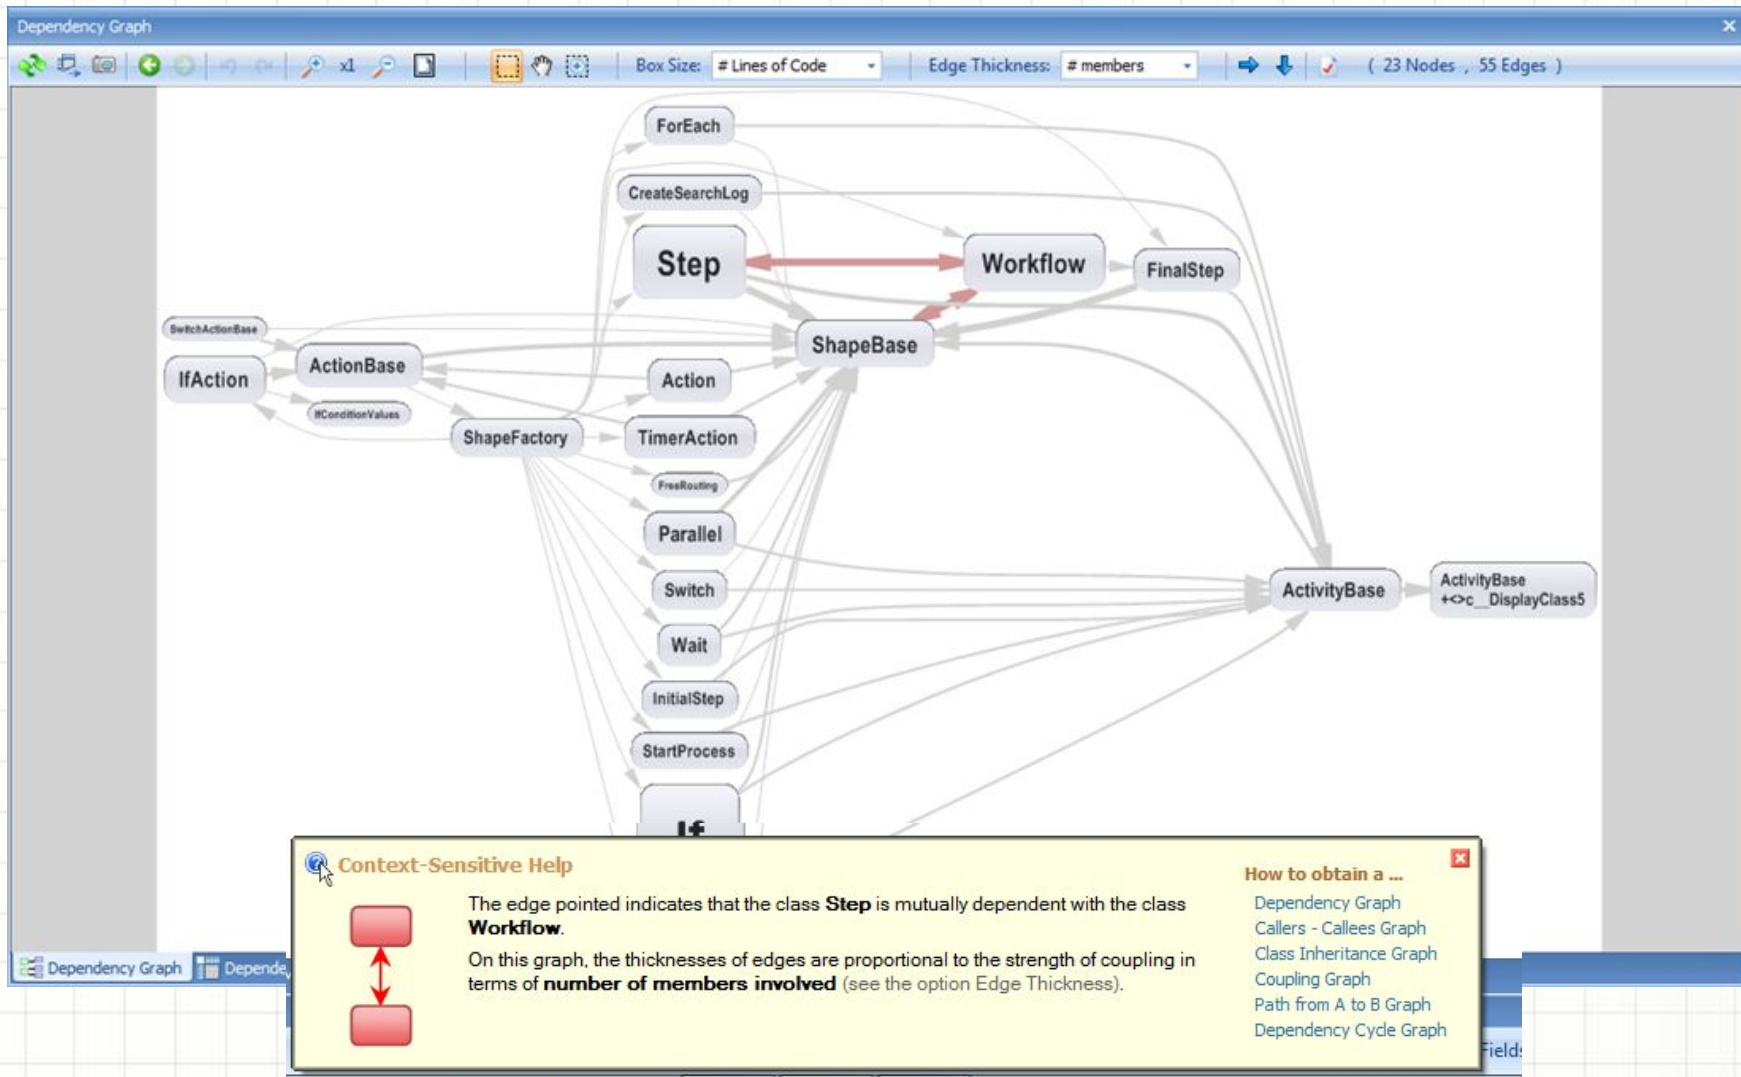 Dependency Graph
x1
Box Size: # Lines of Code
Edge Thickness: # members
( 23 Nodes , 55 Edges )
ForEach
CreateSearchLog
Step
Workflow
FinalStep
SwitchActionBase
ShapeBase
ActionBase
IfAction
Action
IfConditionValues
ShapeFactory
TimerAction
FreeRouting
Parallel
Switch
ActivityBase
ActivityBase
+<>c__DisplayClass5
Wait
InitialStep
StartProcess
If
Context-Sensitive Help
The edge pointed indicates that the class Step is mutually dependent with the class
Workflow.
On this graph, the thicknesses of edges are proportional to the strength of coupling in
terms of number of members involved (see the option Edge Thickness).
How to obtain a ...
Dependency Graph
Callers - Callees Graph
Class Inheritance Graph
Coupling Graph
Path from A to B Graph
Dependency Cycle Graph
Dependency Graph